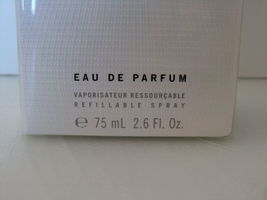 EAU DE PARFUM
VAPORISATEUR RESSOURÇABLE
REFILLABLE SPRAY
℮ 75 mL 2.6 Fl. Oz.